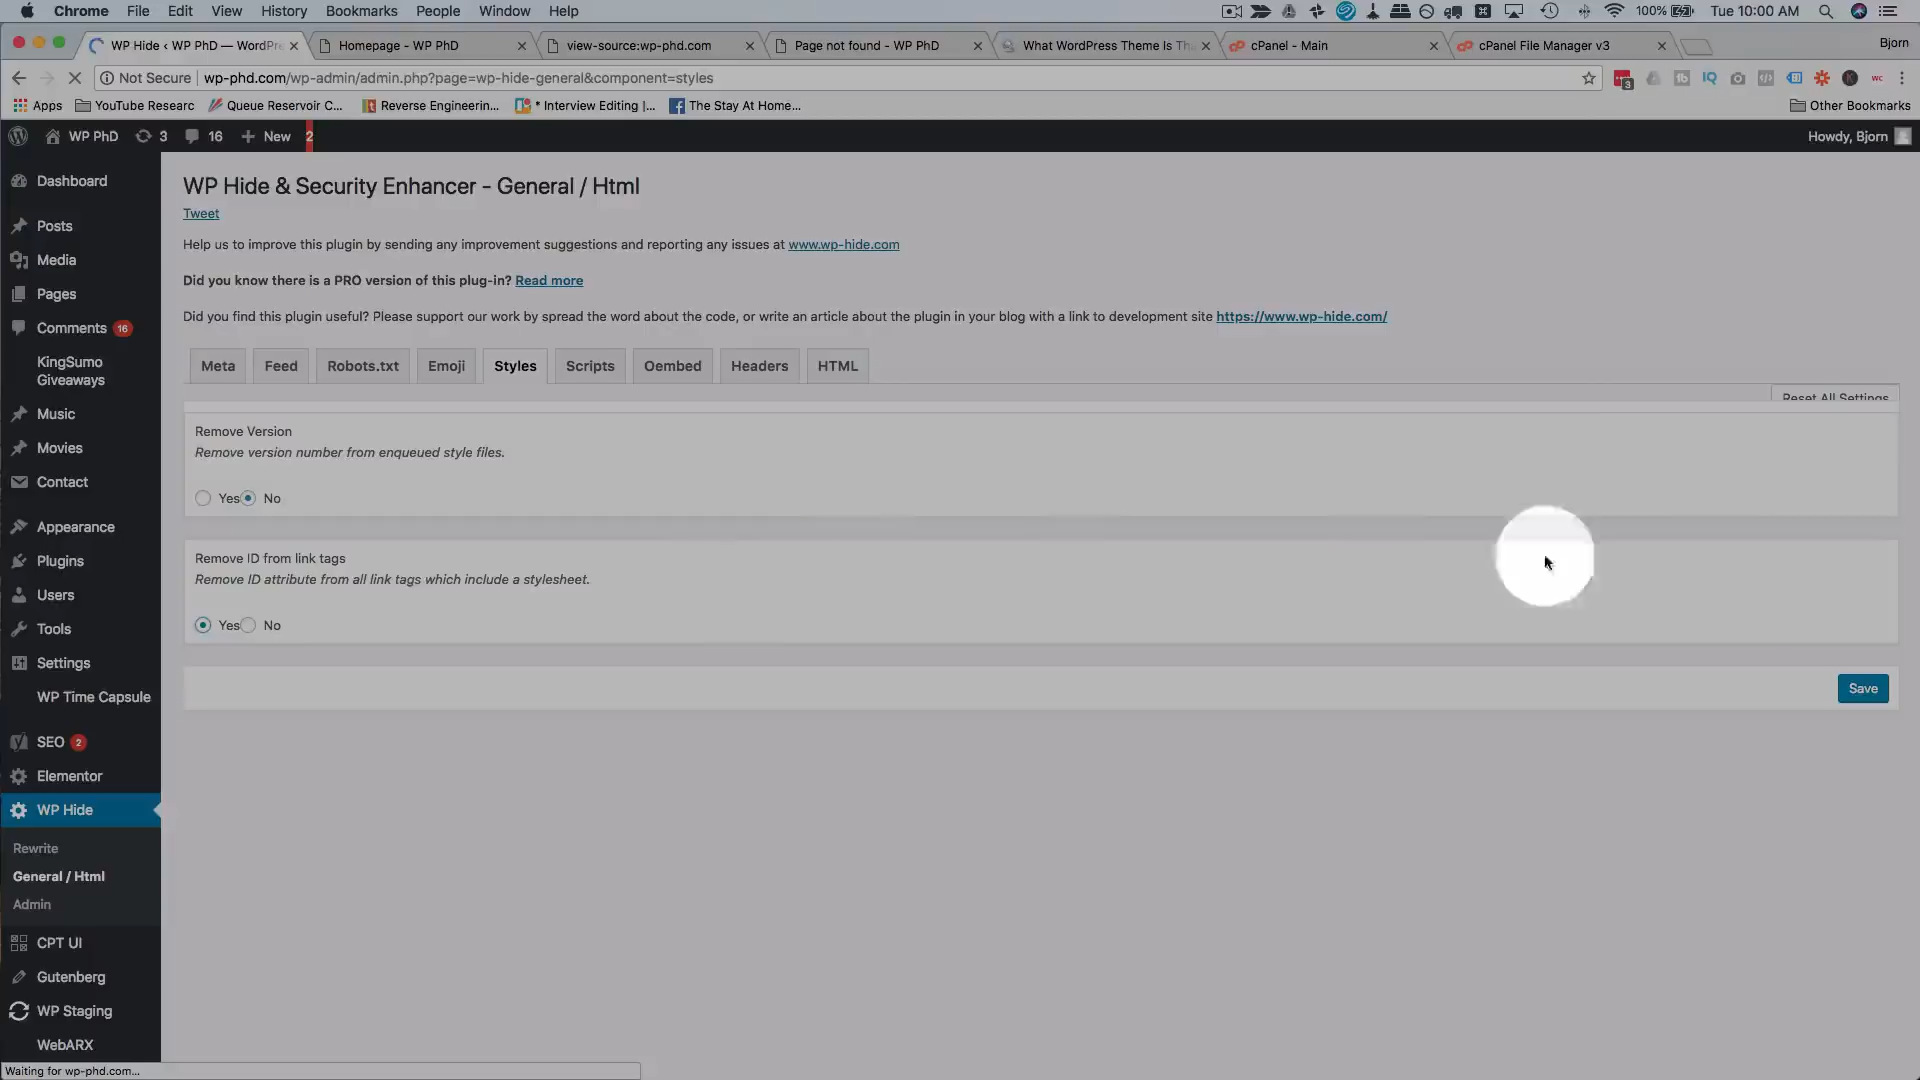 Chrome File Edit View History Bookmarks People Window Help 100% Tue 10:00 AM
WP Hide ‹ WP PhD — WordPre Homepage - WP PhD view-source:wp-phd.com Page not found - WP PhD What WordPress Theme Is Tha cPanel - Main cPanel File Manager v3 Bjorn
Not Secure wp-phd.com/wp-admin/admin.php?page=wp-hide-general&component=styles
Apps YouTube Researc Queue Reservoir C... Reverse Engineerin... * Interview Editing |... The Stay At Home... Other Bookmarks
WP PhD 3 16 + New 2 Howdy, Bjorn
Dashboard
Posts
Media
Pages
Comments 16
KingSumo
Giveaways
Music
Movies
Contact
Appearance
Plugins
Users
Tools
Settings
WP Time Capsule
SEO 2
Elementor
WP Hide
Rewrite
General / Html
Admin
CPT UI
Gutenberg
WP Staging
WebARX
WP Hide & Security Enhancer - General / Html
Tweet
Help us to improve this plugin by sending any improvement suggestions and reporting any issues at www.wp-hide.com
Did you know there is a PRO version of this plug-in? Read more
Did you find this plugin useful? Please support our work by spread the word about the code, or write an article about the plugin in your blog with a link to development site https://www.wp-hide.com/
Meta Feed Robots.txt Emoji Styles Scripts Oembed Headers HTML
Reset All Settings
Remove Version
Remove version number from enqueued style files.
Yes No
Remove ID from link tags
Remove ID attribute from all link tags which include a stylesheet.
Yes No
Save
Waiting for wp-phd.com...